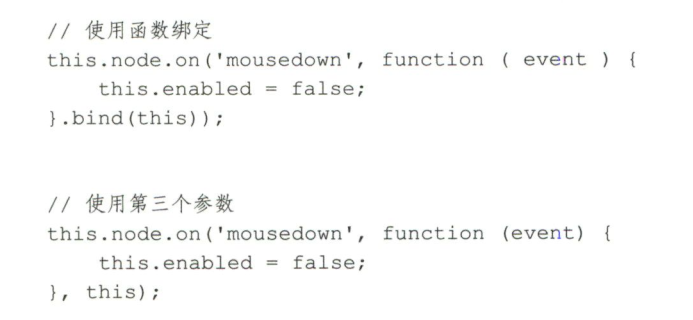 // 使用函数绑定
this.node.on('mousedown', function ( event ) {
    this.enabled = false;
}.bind(this));
// 使用第三个参数
this.node.on('mousedown', function (event) {
    this.enabled = false;
}, this);